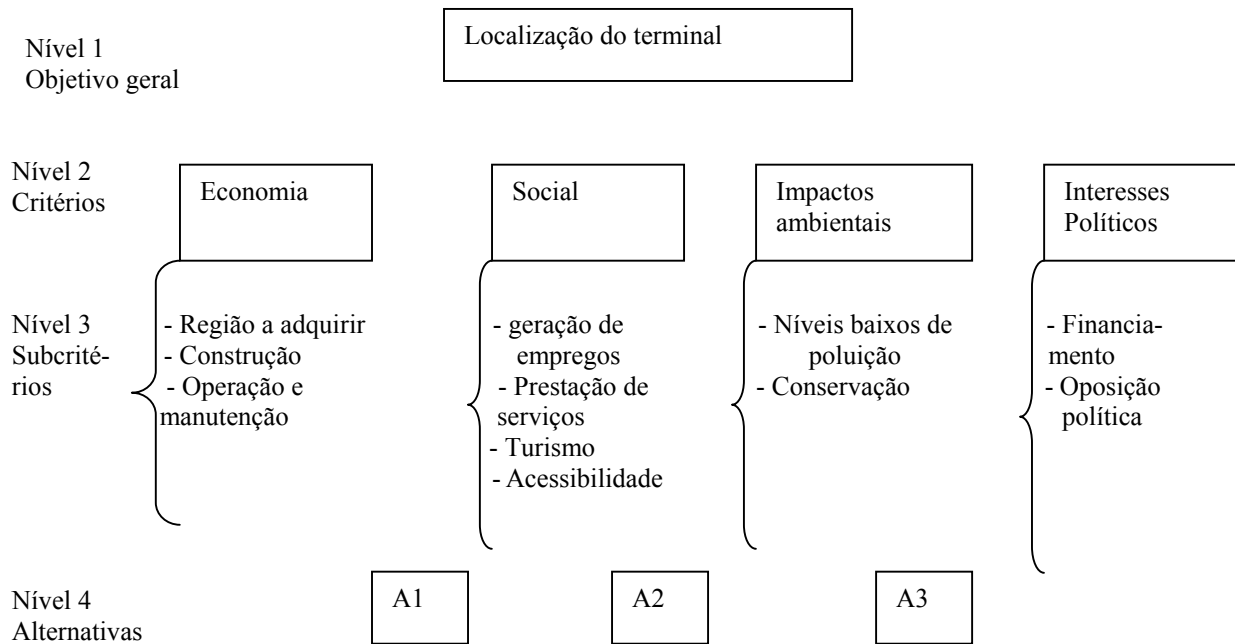 Nível 1
Objetivo geral
Localização do terminal
Nível 2
Critérios
Economia
Social
Impactos
ambientais
Interesses
Políticos
Nível 3
Subcrité-
rios
- Região a adquirir
- Construção
- Operação e
manutenção
- geração de
empregos
- Prestação de
serviços
- Turismo
- Acessibilidade
- Níveis baixos de
poluição
- Conservação
- Financia-
mento
- Oposição
política
Nível 4
Alternativas
A1
A2
A3